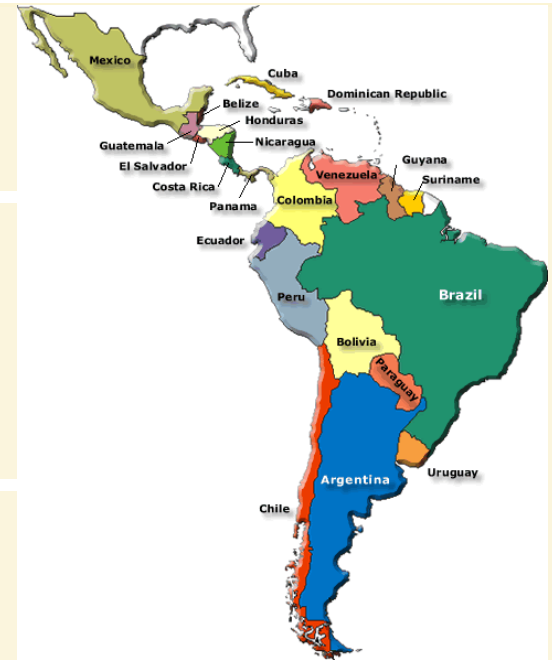 Mexico
Cuba
Dominican Republic
Belize
Honduras
Guatemala
Nicaragua
El Salvador
Costa Rica
Panama
Venezuela
Guyana
Suriname
Colombia
Ecuador
Peru
Brazil
Bolivia
Paraguay
Argentina
Uruguay
Chile